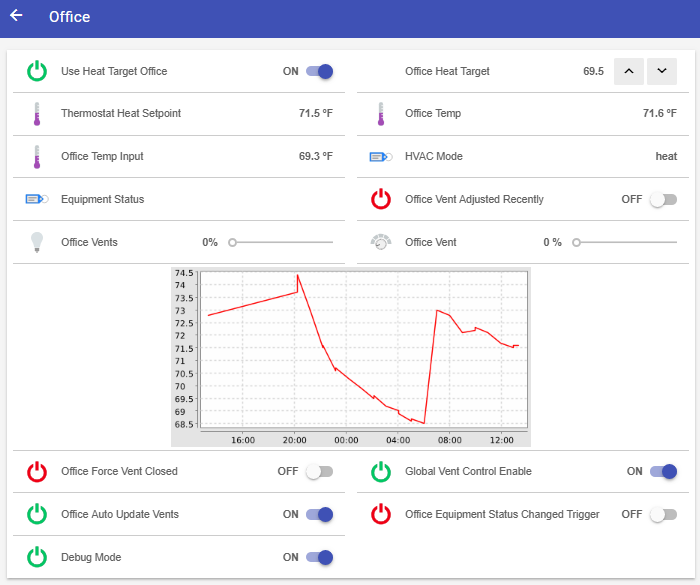 Office
Use Heat Target Office ON
Office Heat Target 69.5
Thermostat Heat Setpoint 71.5 °F
Office Temp 71.6 °F
Office Temp Input 69.3 °F
HVAC Mode heat
Equipment Status
Office Vent Adjusted Recently OFF
Office Vents 0%
Office Vent 0 %
74.5
74
73.5
73
72.5
72
71.5
71
70.5
70
69.5
69
68.5
16:00 20:00 00:00 04:00 08:00 12:00
Office Force Vent Closed OFF
Global Vent Control Enable ON
Office Auto Update Vents ON
Office Equipment Status Changed Trigger OFF
Debug Mode ON